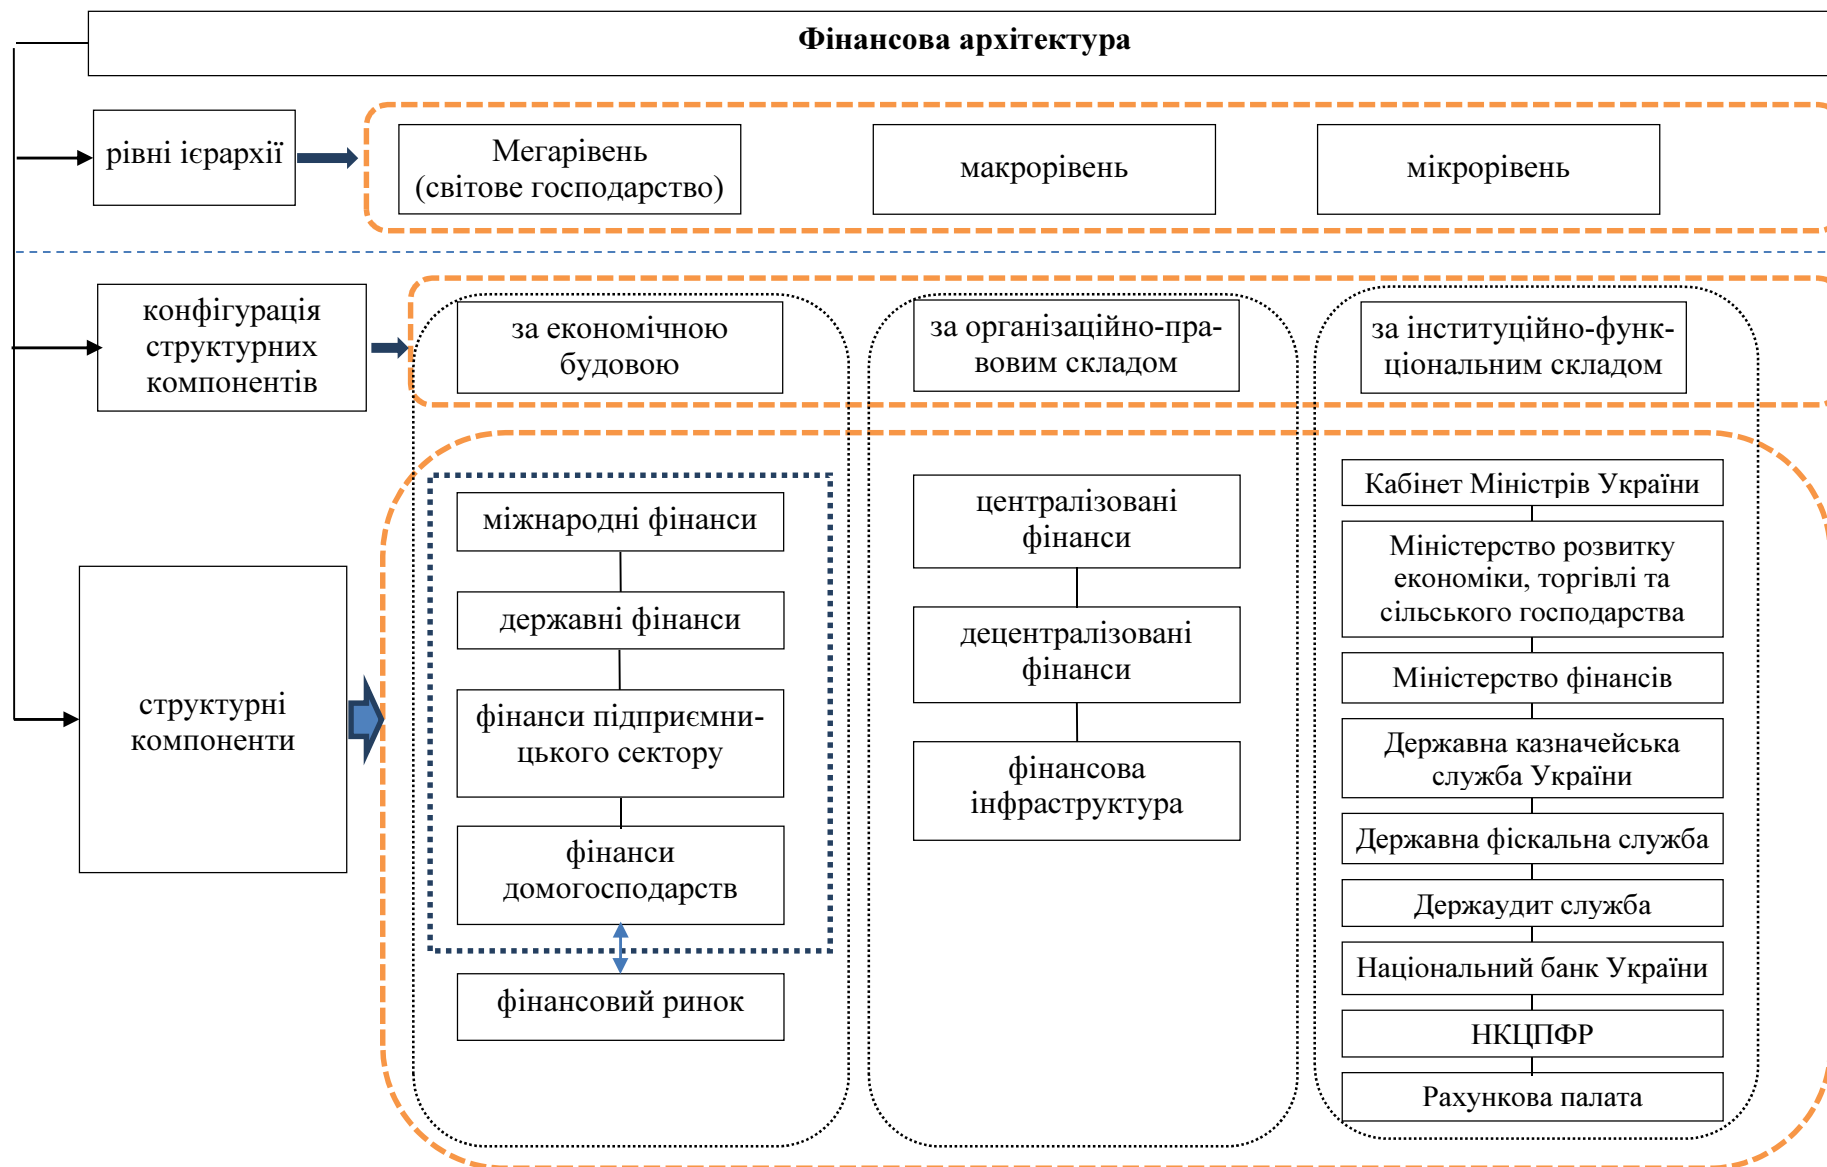 Фінансова архітектура
рівні ієрархії
Мегарівень
(світове господарство)
макрорівень
мікрорівень
конфігурація
структурних
компонентів
за економічною
будовою
за організаційно-пра-
вовим складом
за інституційно-функ-
ціональним складом
структурні
компоненти
міжнародні фінанси
державні фінанси
фінанси підприємни-
цького сектору
фінанси
домогосподарств
фінансовий ринок
централізовані
фінанси
децентралізовані
фінанси
фінансова
інфраструктура
Кабінет Міністрів України
Міністерство розвитку
економіки, торгівлі та
сільського господарства
Міністерство фінансів
Державна казначейська
служба України
Державна фіскальна служба
Держаудит служба
Національний банк України
НКЦПФР
Рахункова палата